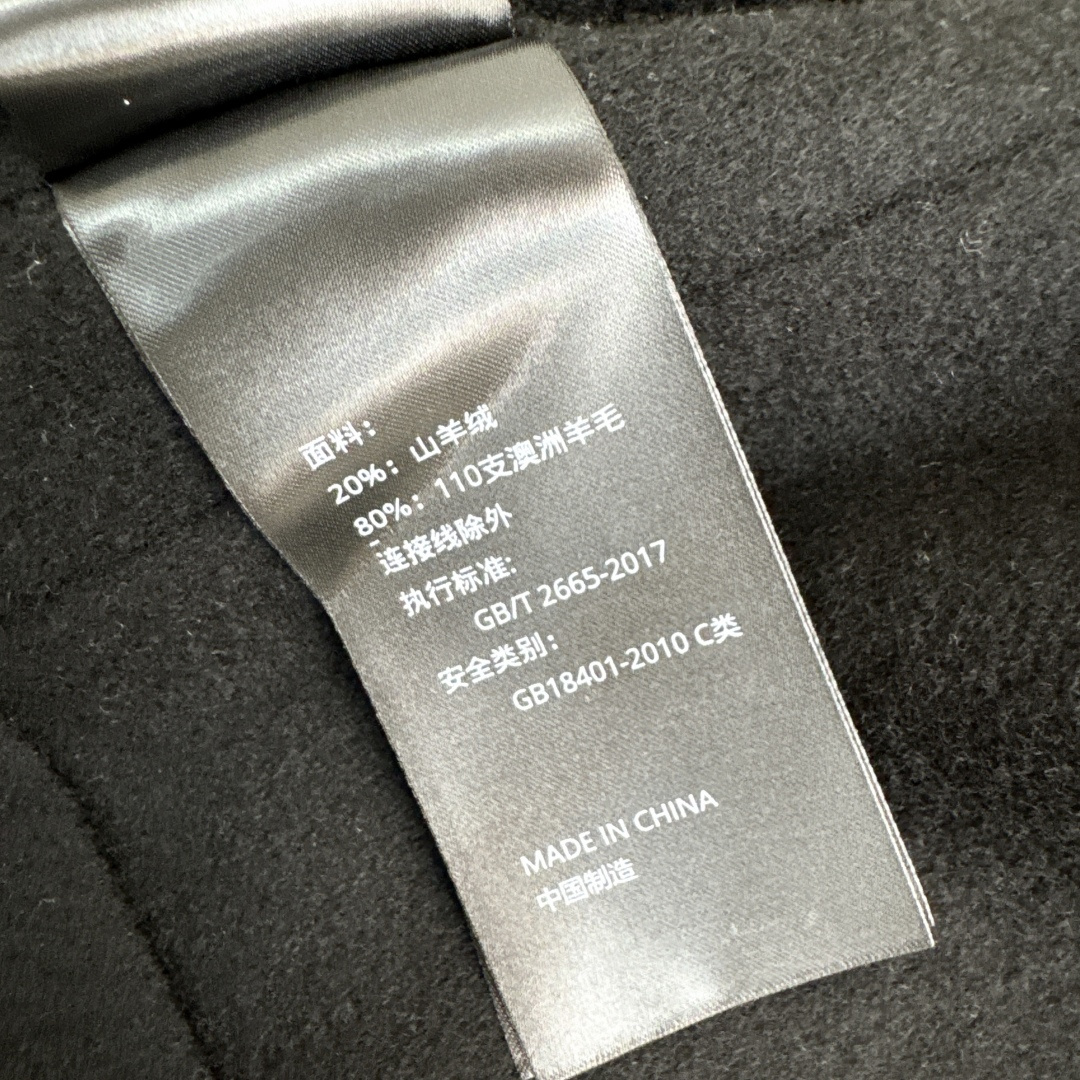 面料：
20%：山羊绒
80%：110支澳洲羊毛
连接线除外
执行标准:
GB/T 2665-2017
安全类别：
GB18401-2010 C类
MADE IN CHINA
中国制造